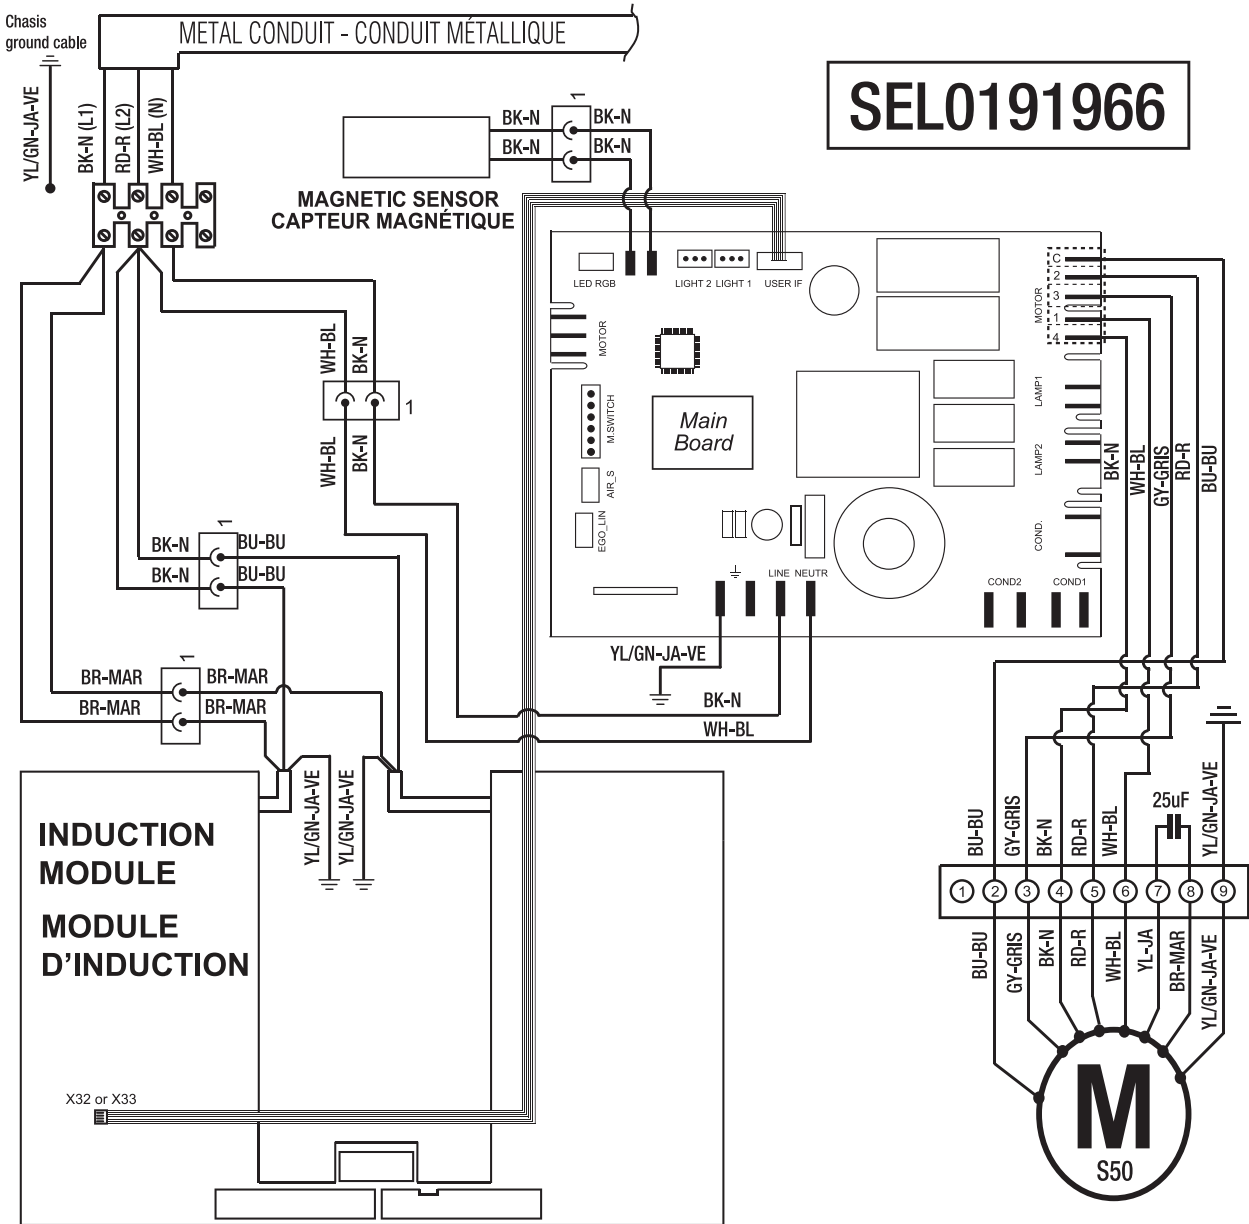 Chasis
ground cable
METAL CONDUIT - CONDUIT MÉTALLIQUE
SEL0191966
YL/GN-JA-VE
BK-N (L1)
RD-R (L2)
WH-BL (N)
BK-N
BK-N
1
BK-N
BK-N
MAGNETIC SENSOR
CAPTEUR MAGNÉTIQUE
LED RGB
LIGHT 2
LIGHT 1
USER IF
MOTOR
M.SWITCH
AIR_S
EGO_LIN
Main
Board
MOTOR
C
2
3
1
4
LAMP1
LAMP2
COND.
COND2
COND1
LINE
NEUTR
BK-N
WH-BL
GY-GRIS
RD-R
BU-BU
WH-BL
BK-N
1
WH-BL
BK-N
BK-N
BK-N
1
BU-BU
BU-BU
BR-MAR
BR-MAR
1
BR-MAR
BR-MAR
YL/GN-JA-VE
BK-N
WH-BL
YL/GN-JA-VE
YL/GN-JA-VE
INDUCTION
MODULE
MODULE
D'INDUCTION
X32 or X33
BU-BU
GY-GRIS
BK-N
RD-R
WH-BL
25uF
YL/GN-JA-VE
1 2 3 4 5 6 7 8 9
BU-BU
GY-GRIS
BK-N
RD-R
WH-BL
YL-JA
BR-MAR
YL/GN-JA-VE
M
S50